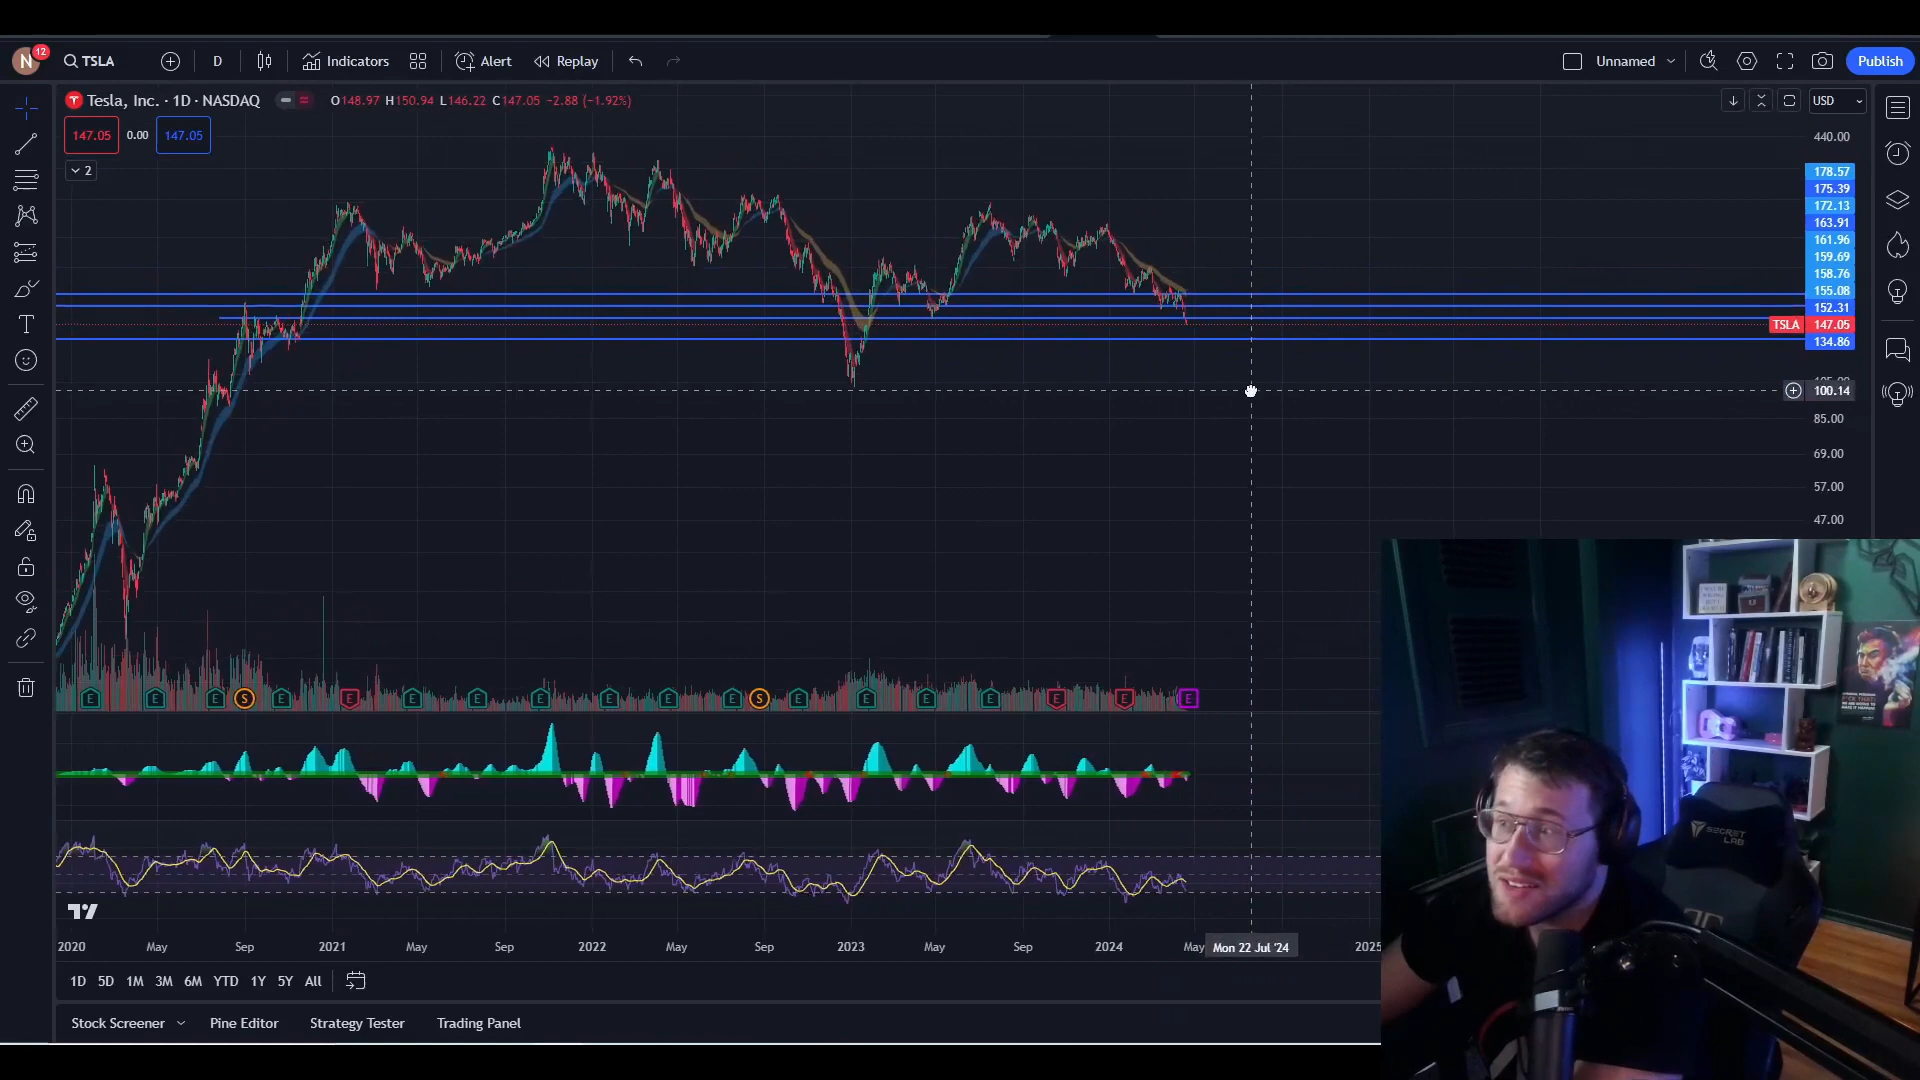 N 12 TSLA D Indicators Alert Replay Unnamed Publish
Tesla, Inc. · 1D · NASDAQ O148.97 H150.94 L146.22 C147.05 −2.88 (−1.92%) USD
147.05 0.00 147.05
2
440.00
178.57
175.39
172.13
163.91
161.96
159.69
158.76
155.08
152.31
TSLA 147.05
134.86
100.14
85.00
69.00
57.00
47.00
E E E S E E E E E E E E S E E E E E E E
2020 May Sep 2021 May Sep 2022 May Sep 2023 May Sep 2024 May Mon 22 Jul '24 2025
1D 5D 1M 3M 6M YTD 1Y 5Y All
Stock Screener Pine Editor Strategy Tester Trading Panel
SECRET
LAB